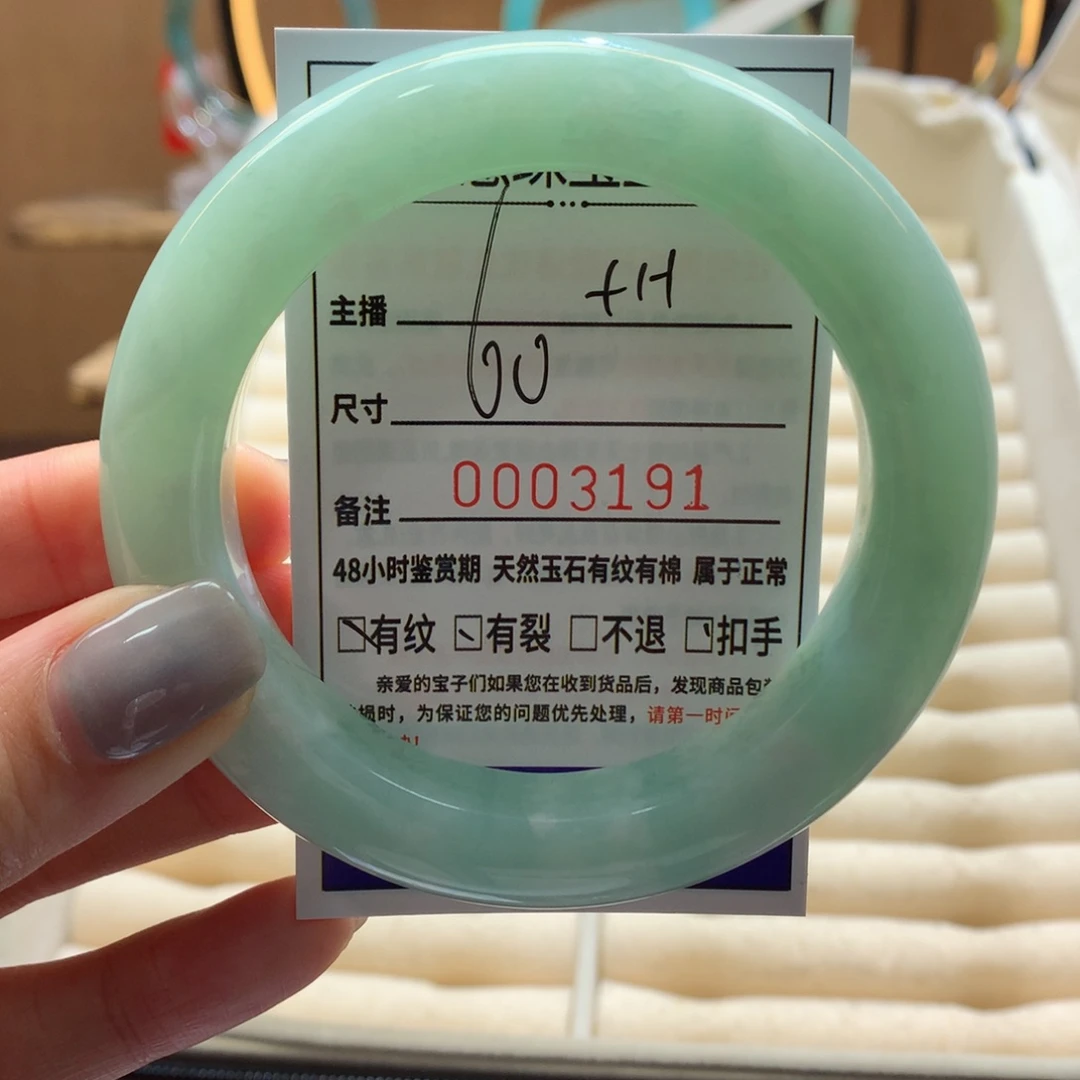 珠宝
主播 fH
尺寸 60
备注 0003191
48小时鉴赏期 天然玉石有纹有棉 属于正常
☑有纹 ☑有裂 ☐不退 ☑扣手
亲爱的宝子们如果您在收到货品后，发现商品包
损时，为保证您的问题优先处理，请第一时间